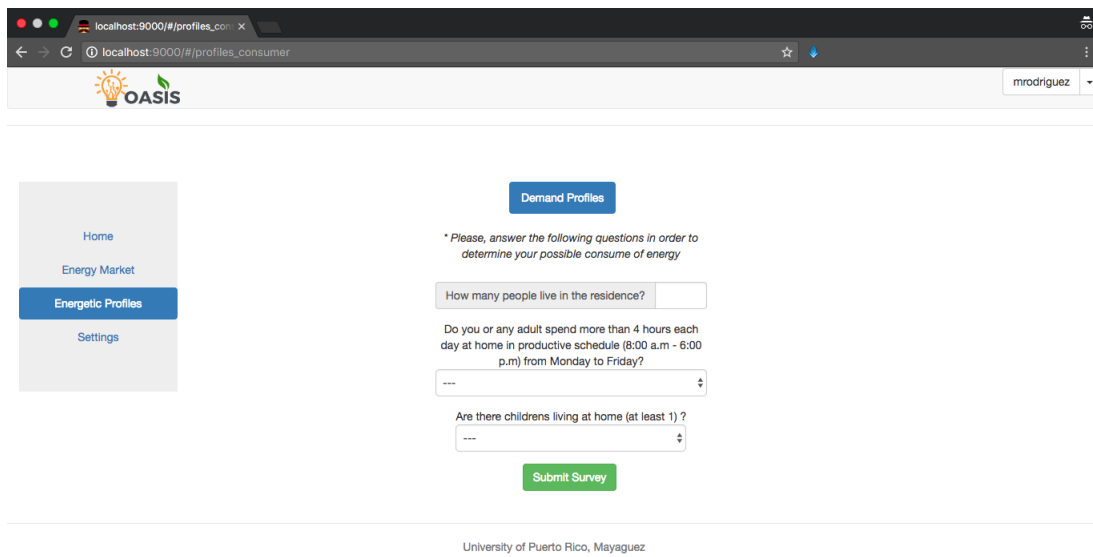 localhost:9000/#/profiles_con
localhost:9000/#/profiles_consumer
OASIS
mrodriguez
Demand Profiles
* Please, answer the following questions in order to
determine your possible consume of energy
Home
Energy Market
Energetic Profiles
Settings
How many people live in the residence?
Do you or any adult spend more than 4 hours each
day at home in productive schedule (8:00 a.m - 6:00
p.m) from Monday to Friday?
---
Are there childrens living at home (at least 1) ?
---
Submit Survey
University of Puerto Rico, Mayaguez